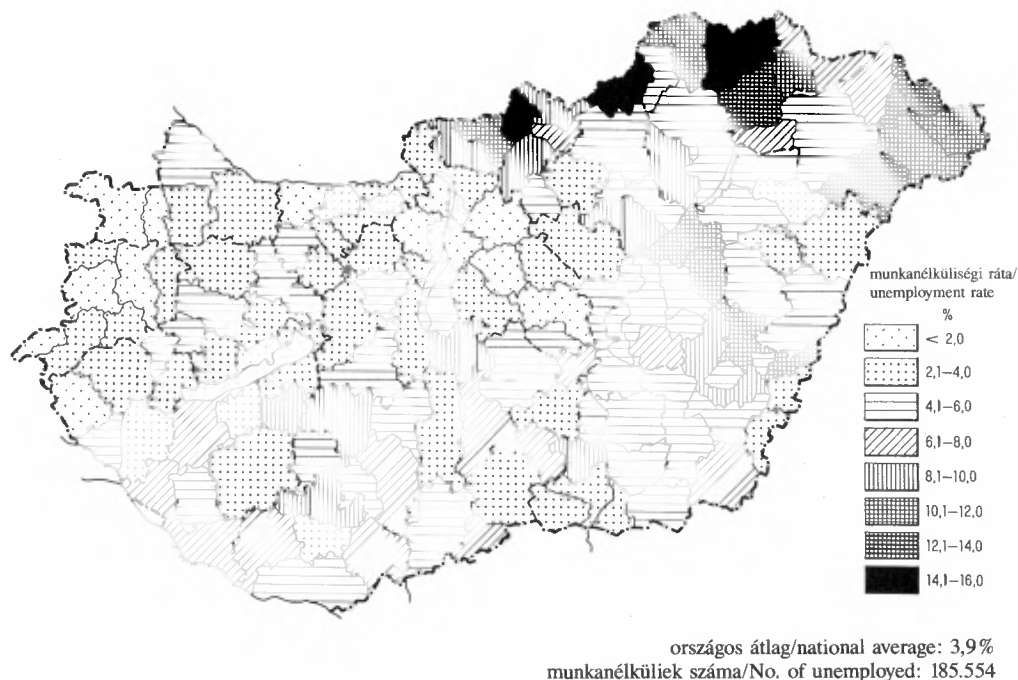 munkanélküliségi ráta/
unemployment rate
%
< 2,0
2,1–4,0
4,1–6,0
6,1–8,0
8,1–10,0
10,1–12,0
12,1–14,0
14,1–16,0
országos átlag/national average: 3,9%
munkanélküliek száma/No. of unemployed: 185.554